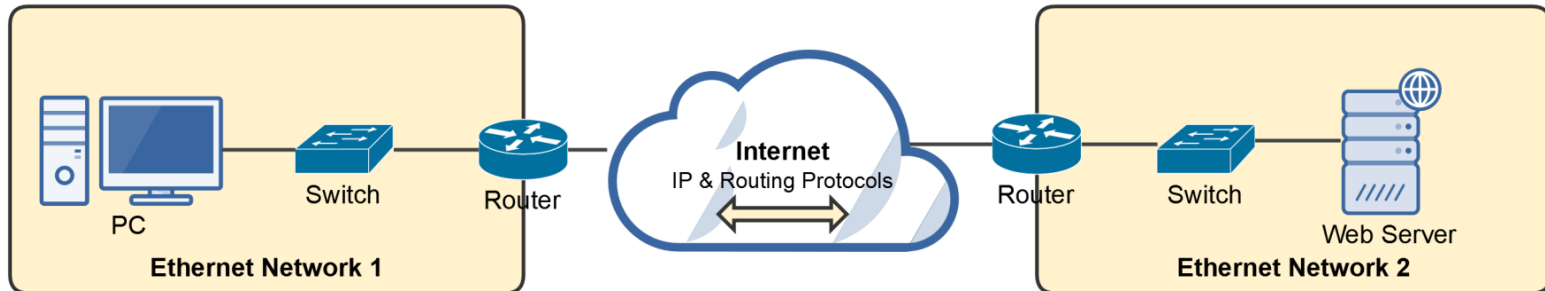 Internet
IP & Routing Protocols
PC
Switch
Router
Router
Switch
Web Server
Ethernet Network 1
Ethernet Network 2